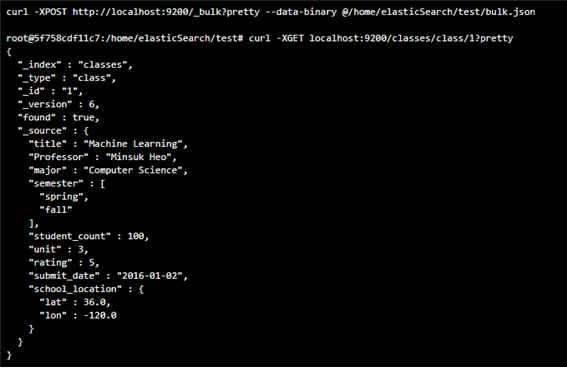 curl -XPOST http://localhost:9200/_bulk?pretty --data-binary @/home/elasticSearch/test/bulk.json
root@5f758cdf11c7:/home/elasticSearch/test# curl -XGET localhost:9200/classes/class/1?pretty
{
  "_index" : "classes",
  "_type" : "class",
  "_id" : "1",
  "_version" : 6,
 "found" : true,
  "_source" : {
    "title" : "Machine Learning",
    "Professor" : "Minsuk Heo",
    "major" : "Computer Science",
    "semester" : [
      "spring",
      "fall"
    ],
    "student_count" : 100,
    "unit" : 3,
    "rating" : 5,
    "submit_date" : "2016-01-02",
    "school_location" : {
      "lat" : 36.0,
      "lon" : -120.0
    }
  }
}